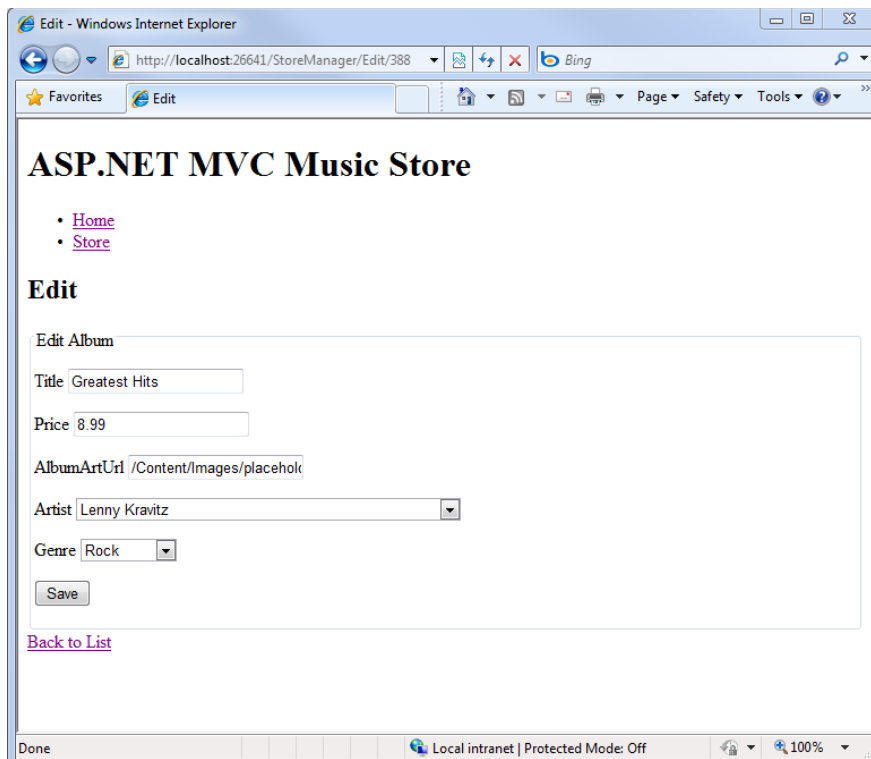 Edit - Windows Internet Explorer
http://localhost:26641/StoreManager/Edit/388
Bing
Favorites
Edit
Page
Safety
Tools
ASP.NET MVC Music Store
• Home
• Store
Edit
Edit Album
Title Greatest Hits
Price 8.99
AlbumArtUrl /Content/Images/placehol
Artist Lenny Kravitz
Genre Rock
Save
Back to List
Done
Local intranet | Protected Mode: Off
100%